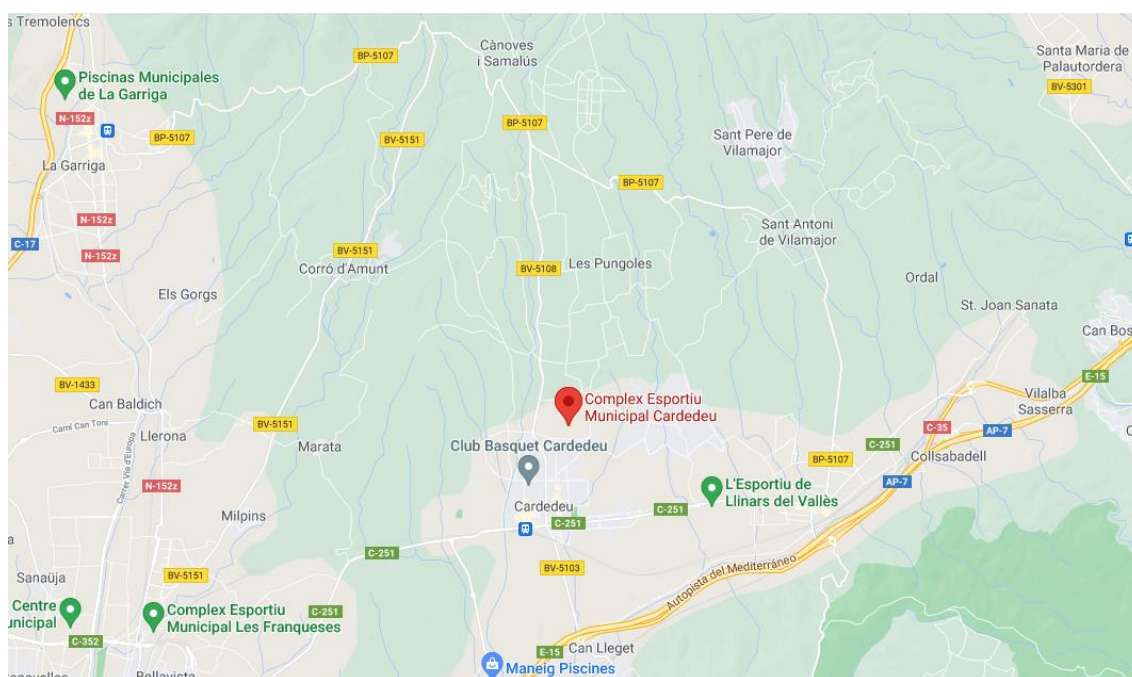 s Tremolencs
Cànoves
i Samalús
Santa Maria de
Palautordera
BP-5107
Piscinas Municipales
de La Garriga
BV-5301
N-152z
BP-5107
BP-5107
BV-5151
Sant Pere de
Vilamajor
La Garriga
BP-5107
N-152z
Sant Antoni
de Vilamajor
C-17
N-152z
BV-5151
Corró d'Amunt
BV-5108
Les Pungoles
Ordal
Els Gorgs
St. Joan Sanata
Can Bos
E-15
BV-1433
Can Baldich
Complex Esportiu
Municipal Cardedeu
Vilalba
Sasserra
Camí Can Toni
Llerona
BV-5151
Marata
Club Basquet Cardedeu
C-35
AP-7
C-251
C
Collsabadell
BP-5107
Carrer Vie d'Europa
N-152z
L'Esportiu de
Llinars del Vallès
AP-7
Cardedeu
C-251
C-251
Milpins
C-251
a
BV-5103
Autopista del Mediterráneo
Sanaüja
BV-5151
Centre
unicipal
Complex Esportiu
Municipal Les Franqueses
C-251
C-352
E-15
Can Lleget
Maneig Piscines
Bellavista